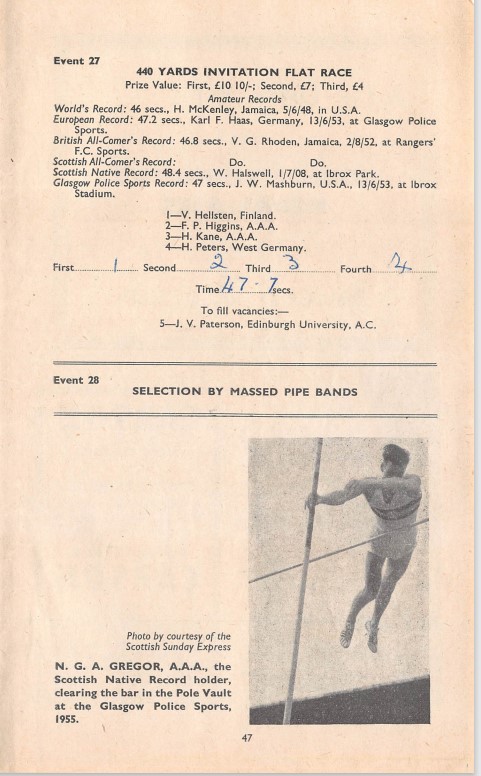 Event 27
440 YARDS INVITATION FLAT RACE
Prize Value: First, £10 10/-; Second, £7; Third, £4
Amateur Records
World's Record: 46 secs., H. McKenley, Jamaica, 5/6/48, in U.S.A.
European Record: 47.2 secs., Karl F. Haas, Germany, 13/6/53, at Glasgow Police
Sports.
British All-Comer's Record: 46.8 secs., V. G. Rhoden, Jamaica, 2/8/52, at Rangers'
F.C. Sports.
Scottish All-Comer's Record: Do. Do.
Scottish Native Record: 48.4 secs., W. Halswell, 1/7/08, at Ibrox Park.
Glasgow Police Sports Record: 47 secs., J. W. Mashburn, U.S.A., 13/6/53, at Ibrox
Stadium.
1—V. Hellsten, Finland.
2—F. P. Higgins, A.A.A.
3—H. Kane, A.A.A.
4—H. Peters, West Germany.
First 1 Second 2 Third 3 Fourth 4
Time 47.7 secs.
To fill vacancies:—
5—J. V. Paterson, Edinburgh University, A.C.
Event 28
SELECTION BY MASSED PIPE BANDS
Photo by courtesy of the
Scottish Sunday Express
N. G. A. GREGOR, A.A.A., the
Scottish Native Record holder,
clearing the bar in the Pole Vault
at the Glasgow Police Sports,
1955.
47